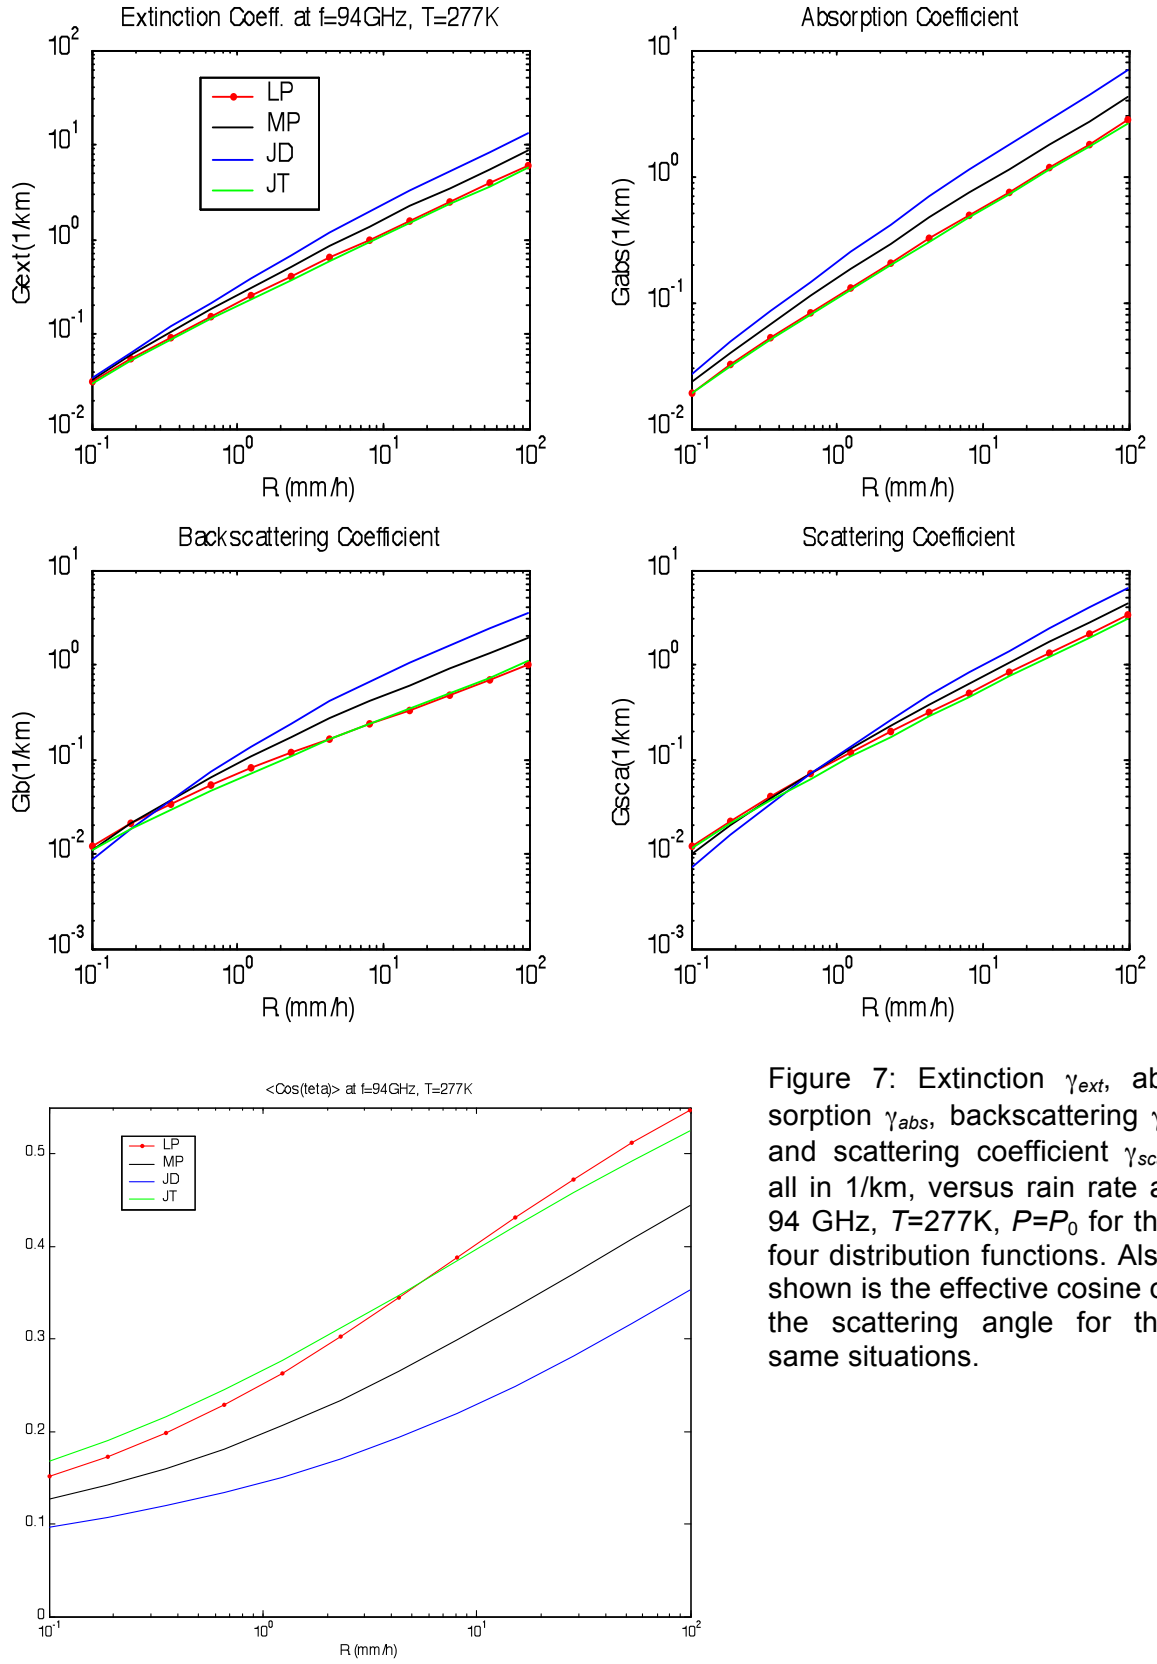 Extinction Coeff. at f=94GHz, T=277K
10^2
10^1
10^0
10^-1
10^-2
Gext(1/km)
LP
MP
JD
JT
10^-1 10^0 10^1 10^2
R (mm/h)
Absorption Coefficient
10^1
10^0
10^-1
10^-2
Gabs(1/km)
10^-1 10^0 10^1 10^2
R (mm/h)
Backscattering Coefficient
10^1
10^0
10^-1
10^-2
10^-3
Gb(1/km)
10^-1 10^0 10^1 10^2
R (mm/h)
Scattering Coefficient
10^1
10^0
10^-1
10^-2
10^-3
Gsca(1/km)
10^-1 10^0 10^1 10^2
R (mm/h)
<Cos(teta)> at f=94GHz, T=277K
LP
MP
JD
JT
0.5
0.4
0.3
0.2
0.1
0
10^-1 10^0 10^1 10^2
R (mm/h)
Figure 7: Extinction γext, ab
sorption γabs, backscattering γ
and scattering coefficient γsc
all in 1/km, versus rain rate a
94 GHz, T=277K, P=P0 for th
four distribution functions. Als
shown is the effective cosine o
the scattering angle for th
same situations.